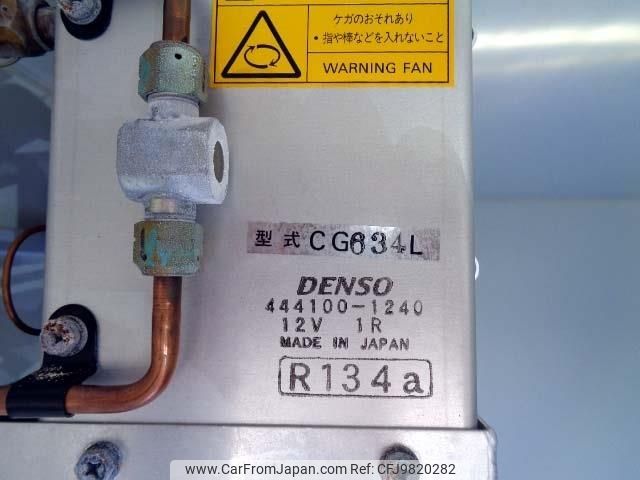 ケガのおそれあり
・指や棒などを入れないこと
WARNING FAN
型式 CG634L
DENSO
444100-1240
12V 1R
MADE IN JAPAN
R134a
www.CarFromJapan.com | Photo ID: CFJ9820282